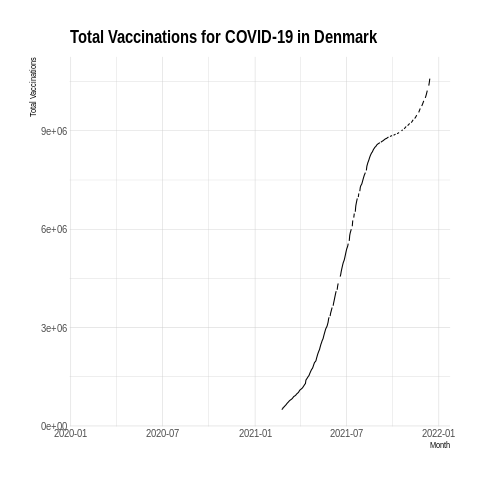 Total Vaccinations for COVID-19 in Denmark
Total Vaccinations
9e+06
6e+06
3e+06
0e+00
2020-01 2020-07 2021-01 2021-07 2022-01
Month